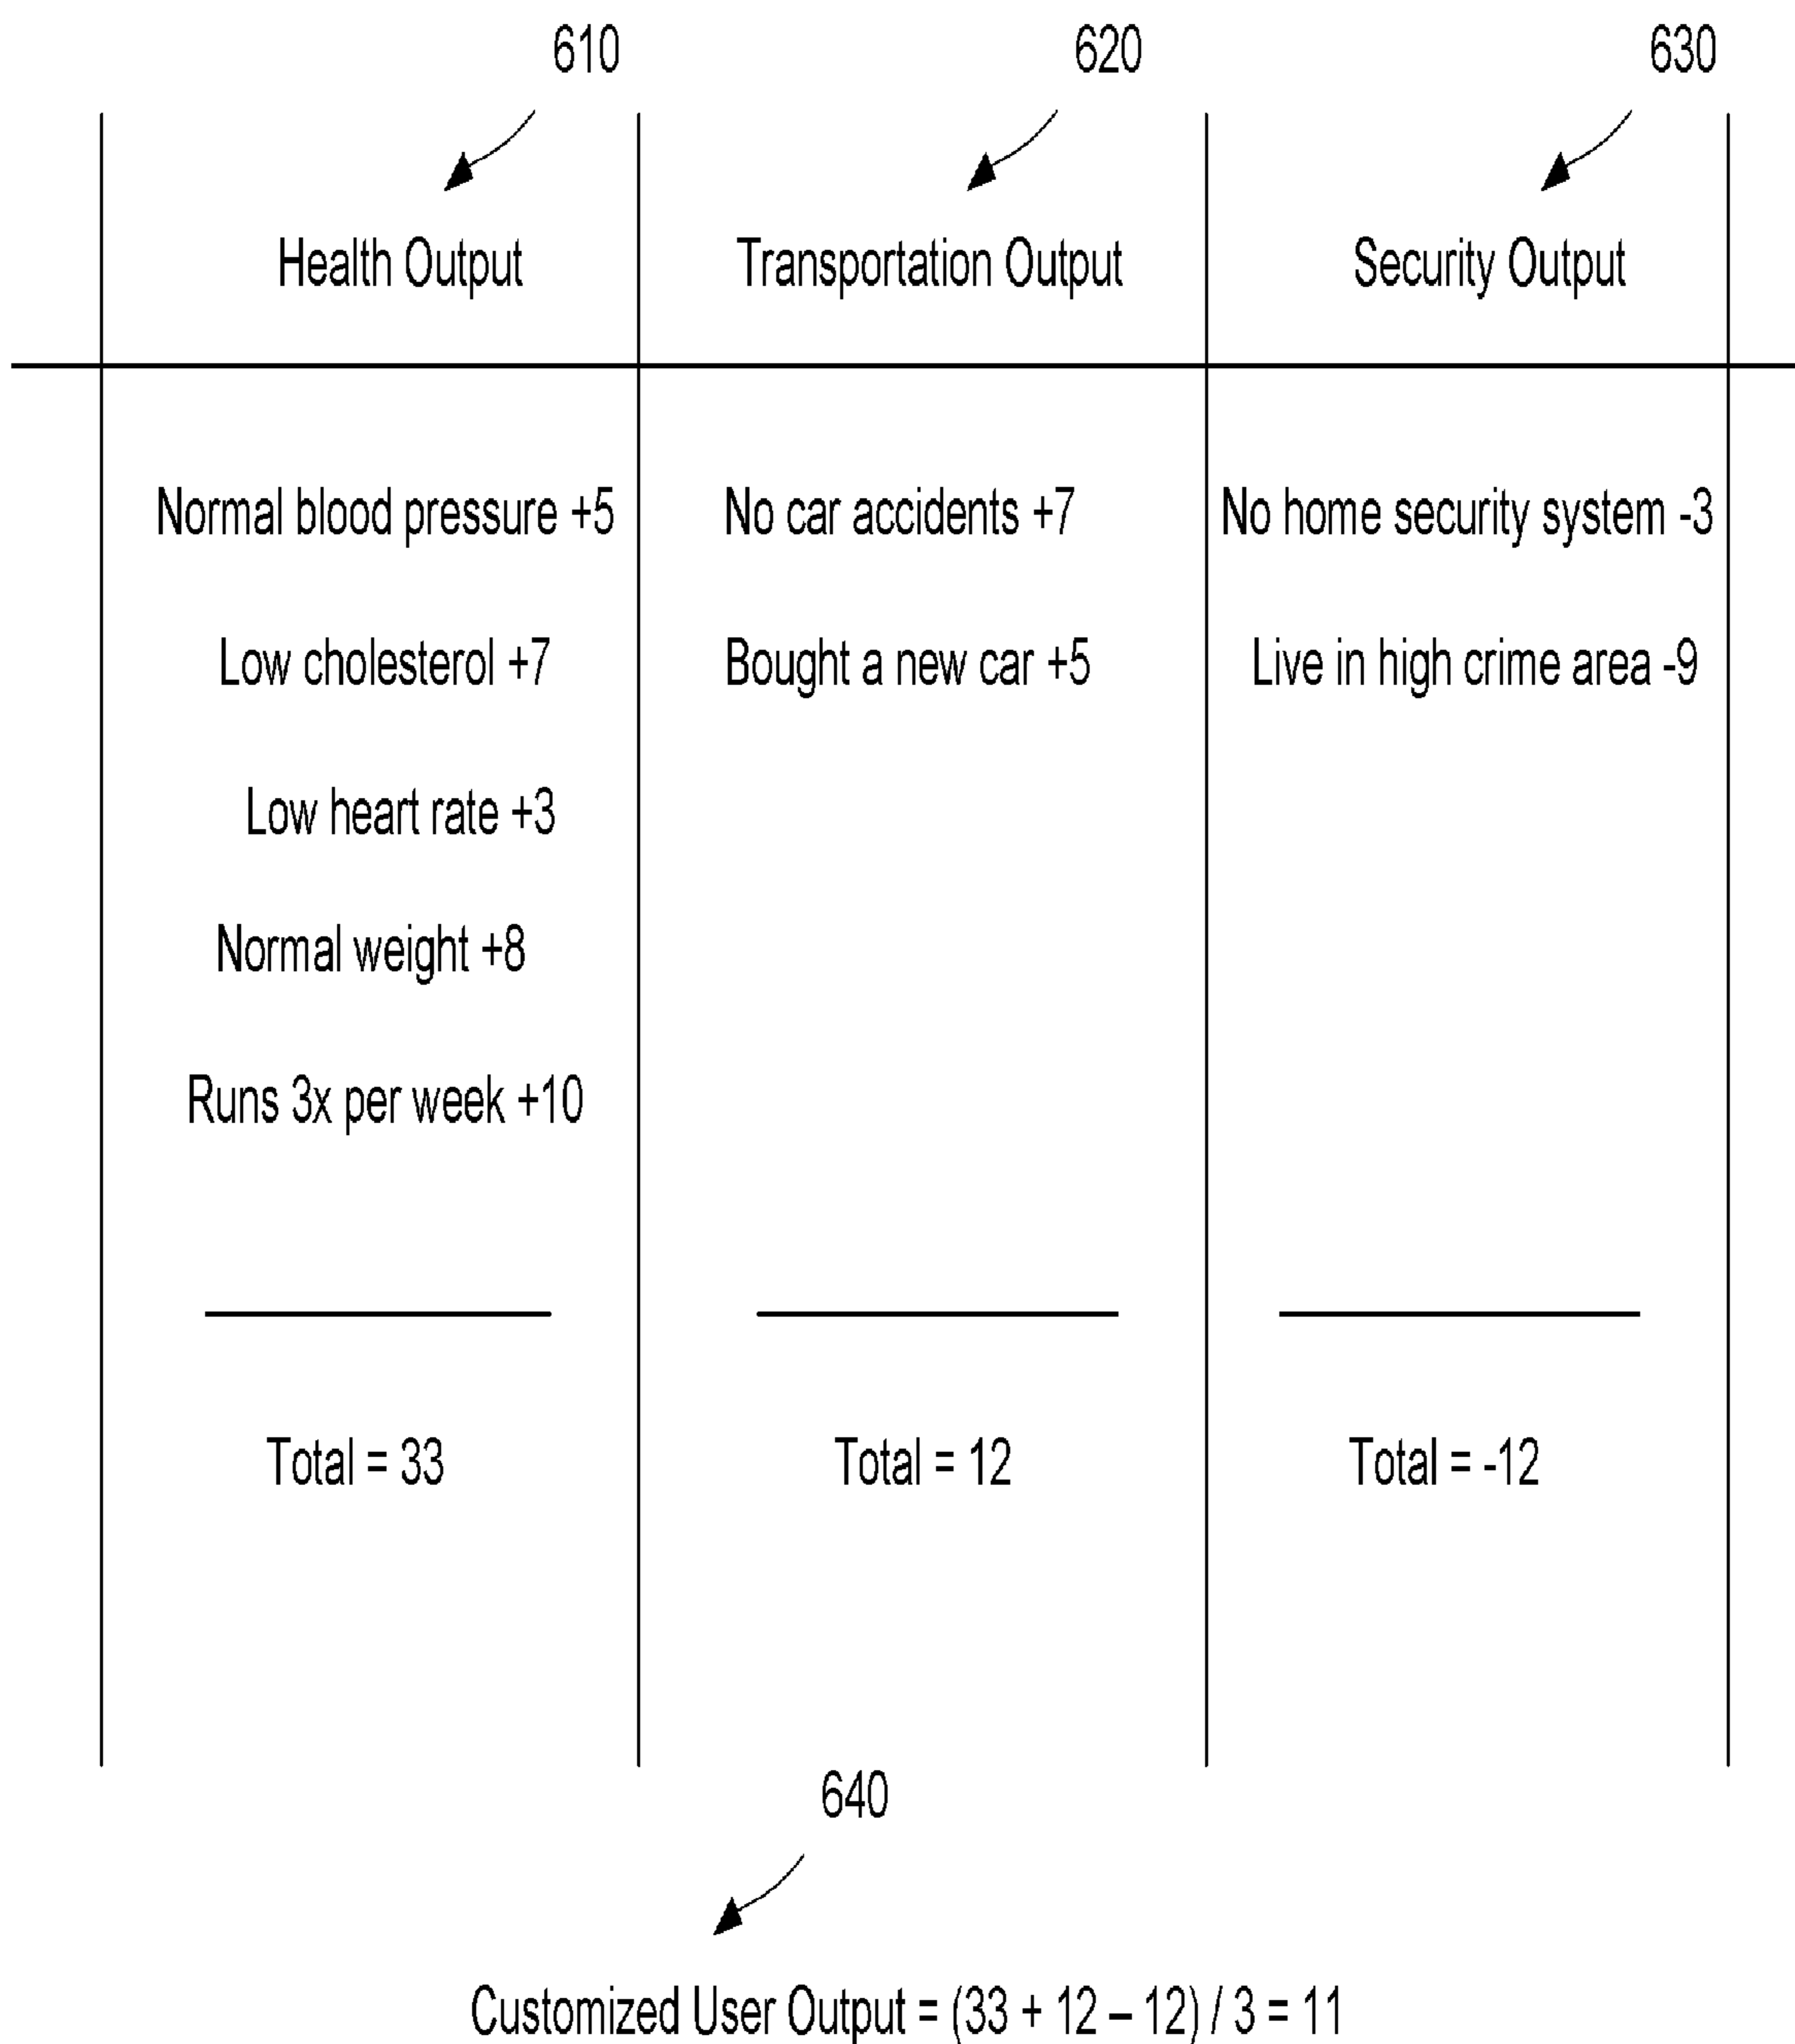 610 620 630
Health Output Transportation Output Security Output
Normal blood pressure +5 No car accidents +7 No home security system -3
Low cholesterol +7 Bought a new car +5 Live in high crime area -9
Low heart rate +3
Normal weight +8
Runs 3x per week +10
Total = 33 Total = 12 Total = -12
640
Customized User Output = (33 + 12 – 12) / 3 = 11